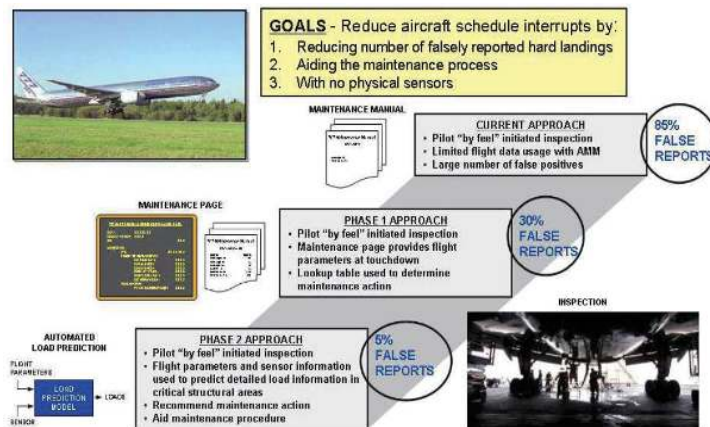 GOALS - Reduce aircraft schedule interrupts by:
1. Reducing number of falsely reported hard landings
2. Aiding the maintenance process
3. With no physical sensors
MAINTENANCE MANUAL
CURRENT APPROACH
• Pilot "by feel" initiated inspection
• Limited flight data usage with AMM
• Large number of false positives
85%
FALSE
REPORTS
MAINTENANCE PAGE
PHASE 1 APPROACH
• Pilot "by feel" initiated inspection
• Maintenance page provides flight
parameters at touchdown
• Lookup table used to determine
maintenance action
30%
FALSE
REPORTS
INSPECTION
AUTOMATED
LOAD PREDICTION
FLIGHT
PARAMETERS
LOAD
PREDICTION
MODEL
LOADS
SENSOR
PHASE 2 APPROACH
• Pilot "by feel" initiated inspection
• Flight parameters and sensor information
used to predict detailed load information in
critical structural areas
• Recommend maintenance action
• Aid maintenance procedure
5%
FALSE
REPORTS